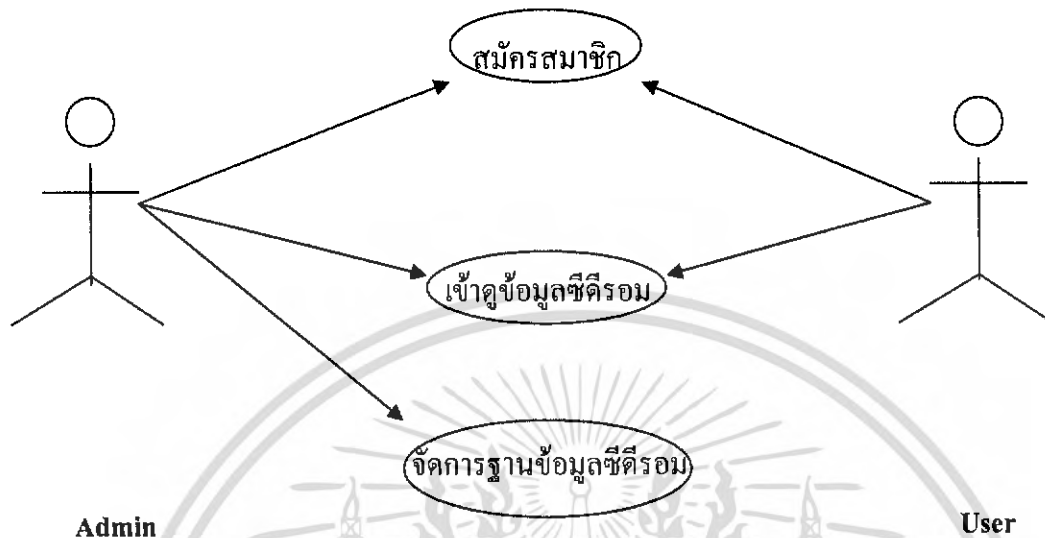 สมัครสมาชิก
เข้าดูข้อมูลซีดีรอม
จัดการฐานข้อมูลซีดีรอม
Admin
User